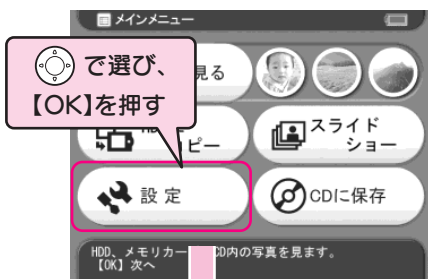 メインメニュー
で選び、
【OK】を押す
見る
ピー
スライド
ショー
設定
CDに保存
HDD、メモリカー
CD内の写真を見ます。
【OK】次へ